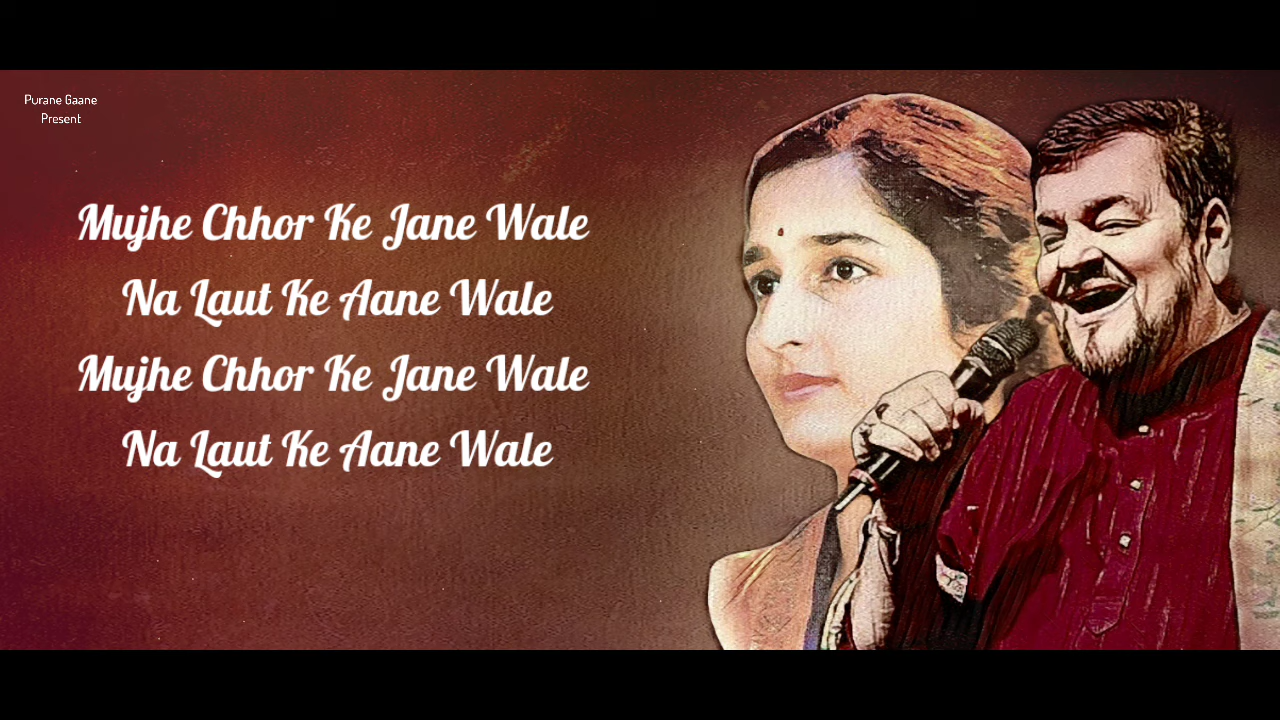 Purane Gaane
Present
Mujhe Chhor Ke Jane Wale
Na Laut Ke Aane Wale
Mujhe Chhor Ke Jane Wale
Na Laut Ke Aane Wale